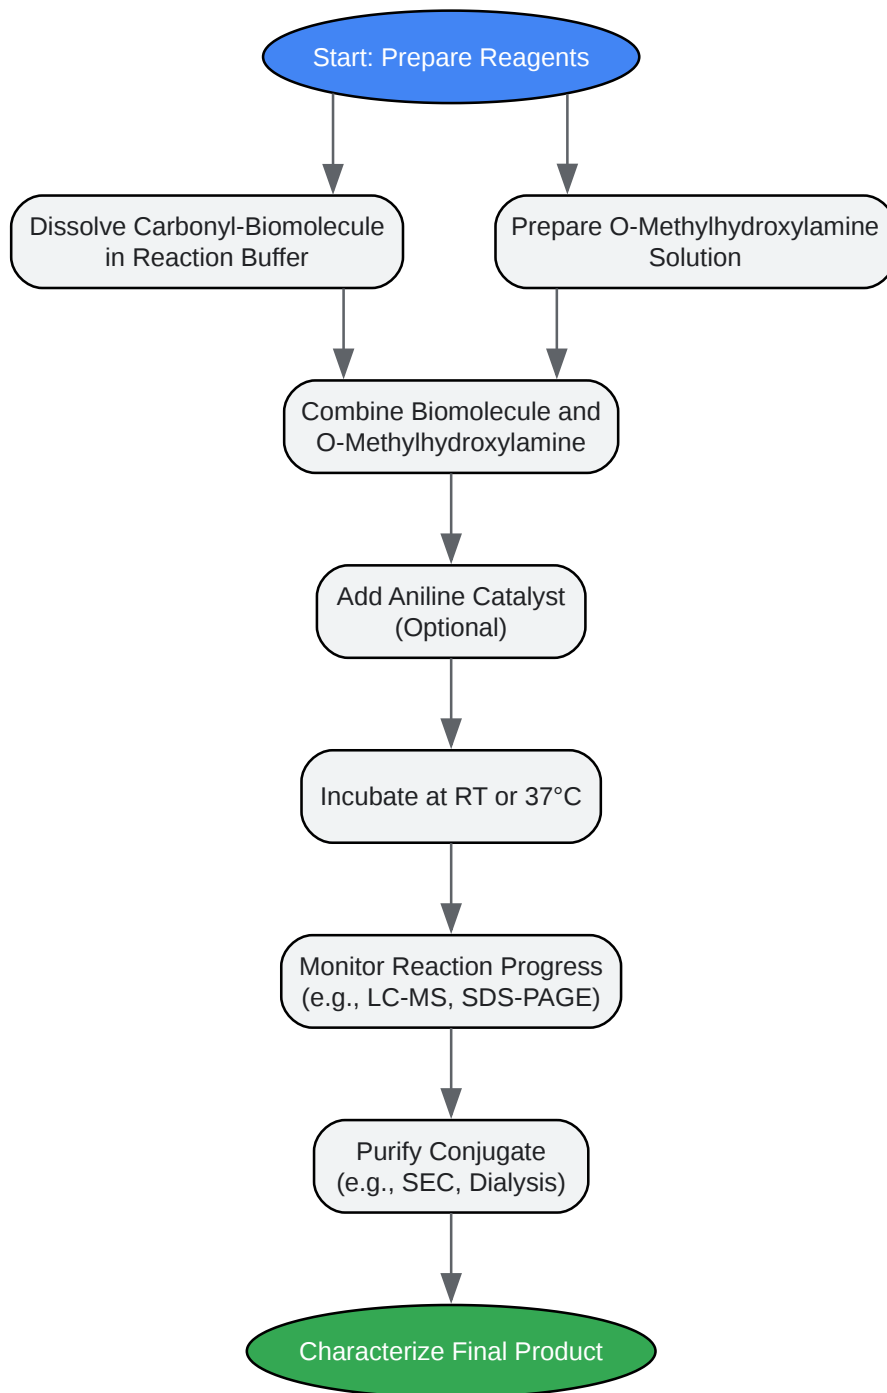 Start: Prepare Reagents
Dissolve Carbonyl-Biomolecule
in Reaction Buffer
Prepare O-Methylhydroxylamine
Solution
Combine Biomolecule and
O-Methylhydroxylamine
Add Aniline Catalyst
(Optional)
Incubate at RT or 37°C
Monitor Reaction Progress
(e.g., LC-MS, SDS-PAGE)
Purify Conjugate
(e.g., SEC, Dialysis)
Characterize Final Product